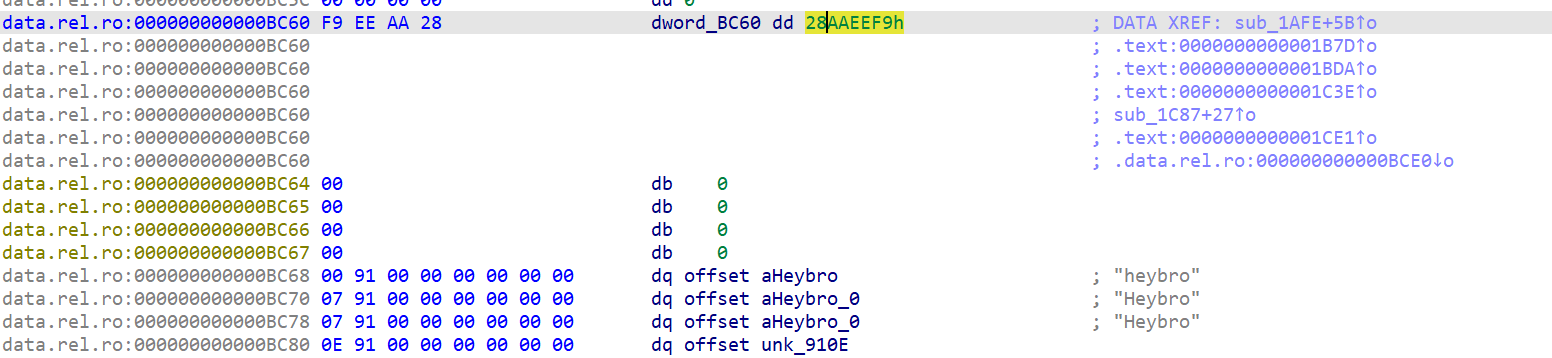 data.rel.ro:000000000000BC5C 00 00 00 00 dd 0
data.rel.ro:000000000000BC60 F9 EE AA 28 dword_BC60 dd 28AAEEF9h ; DATA XREF: sub_1AFE+5B↑o
data.rel.ro:000000000000BC60 ; .text:0000000000001B7D↑o
data.rel.ro:000000000000BC60 ; .text:0000000000001BDA↑o
data.rel.ro:000000000000BC60 ; .text:0000000000001C3E↑o
data.rel.ro:000000000000BC60 ; sub_1C87+27↑o
data.rel.ro:000000000000BC60 ; .text:0000000000001CE1↑o
data.rel.ro:000000000000BC60 ; .data.rel.ro:000000000000BCE0↓o
data.rel.ro:000000000000BC64 00 db 0
data.rel.ro:000000000000BC65 00 db 0
data.rel.ro:000000000000BC66 00 db 0
data.rel.ro:000000000000BC67 00 db 0
data.rel.ro:000000000000BC68 00 91 00 00 00 00 00 00 dq offset aHeybro ; "heybro"
data.rel.ro:000000000000BC70 07 91 00 00 00 00 00 00 dq offset aHeybro_0 ; "Heybro"
data.rel.ro:000000000000BC78 07 91 00 00 00 00 00 00 dq offset aHeybro_0 ; "Heybro"
data.rel.ro:000000000000BC80 0E 91 00 00 00 00 00 00 dq offset unk_910E